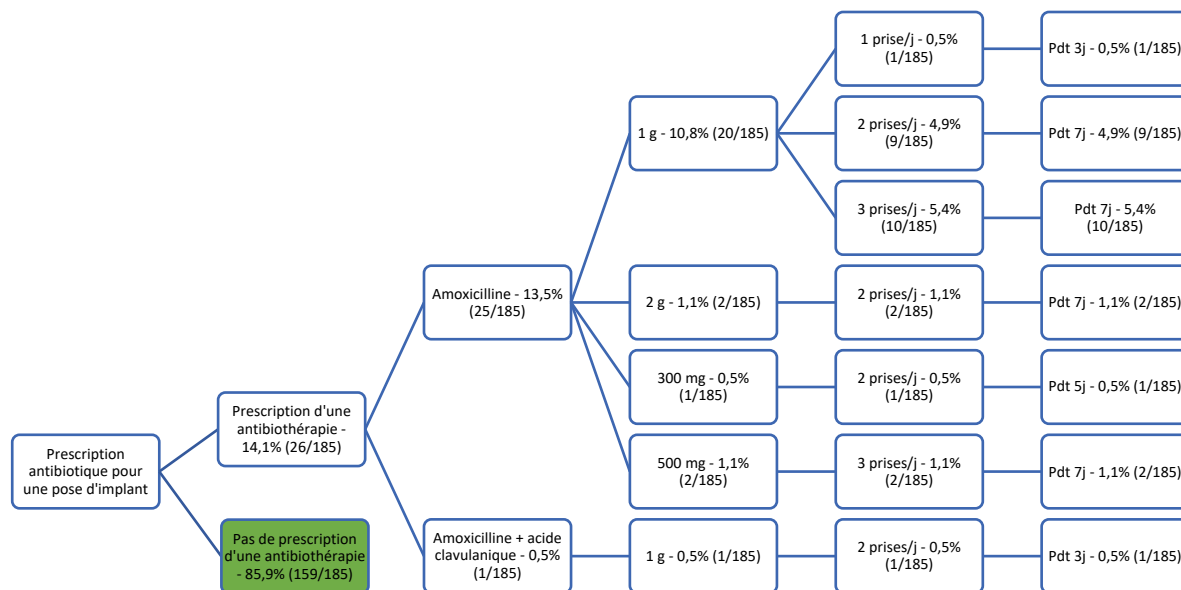 Prescription
antibiotique pour
une pose d'implant
Prescription d'une
antibiothérapie -
14,1% (26/185)
Pas de prescription
d'une antibiothérapie
- 85,9% (159/185)
Amoxicilline - 13,5%
(25/185)
Amoxicilline + acide
clavulanique - 0,5%
(1/185)
1 g - 10,8% (20/185)
2 g - 1,1% (2/185)
300 mg - 0,5%
(1/185)
500 mg - 1,1%
(2/185)
1 g - 0,5% (1/185)
1 prise/j - 0,5%
(1/185)
2 prises/j - 4,9%
(9/185)
3 prises/j - 5,4%
(10/185)
2 prises/j - 1,1%
(2/185)
2 prises/j - 0,5%
(1/185)
3 prises/j - 1,1%
(2/185)
2 prises/j - 0,5%
(1/185)
Pdt 3j - 0,5% (1/185)
Pdt 7j - 4,9% (9/185)
Pdt 7j - 5,4%
(10/185)
Pdt 7j - 1,1% (2/185)
Pdt 5j - 0,5% (1/185)
Pdt 7j - 1,1% (2/185)
Pdt 3j - 0,5% (1/185)